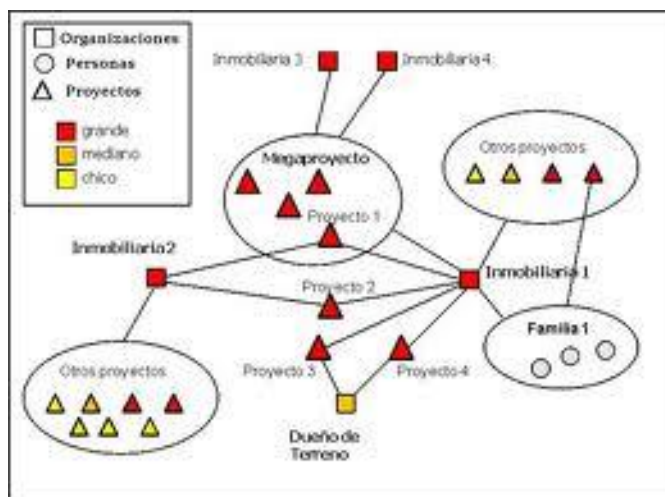 Organizaciones
Personas
Proyectos
grande
mediano
chico
Inmobiliaria 3
Inmobiliaria 4
Megaproyecto
Proyecto 1
Otros proyectos
Inmobiliaria 2
Proyecto 2
Inmobiliaria 1
Familia 1
Otros proyectos
Proyecto 3
Proyecto 4
Dueño de
Terreno